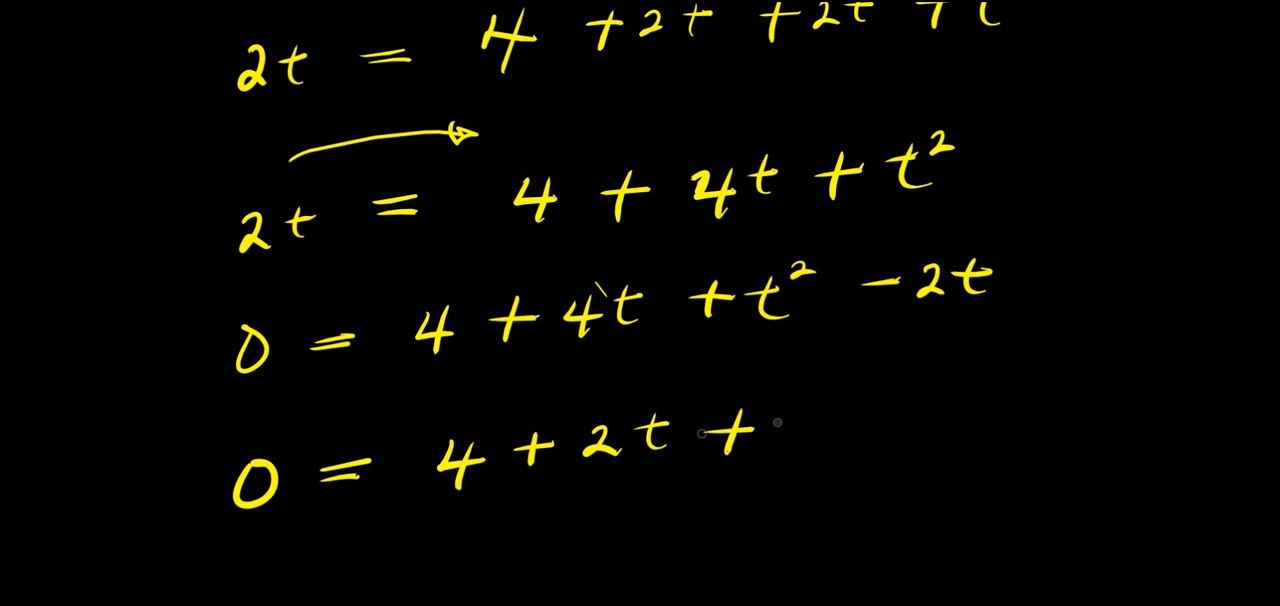 2t = 4 + 2t + 2t +
2t = 4 + 4t + t²
0 = 4 + 4t + t² - 2t
0 = 4 + 2t +